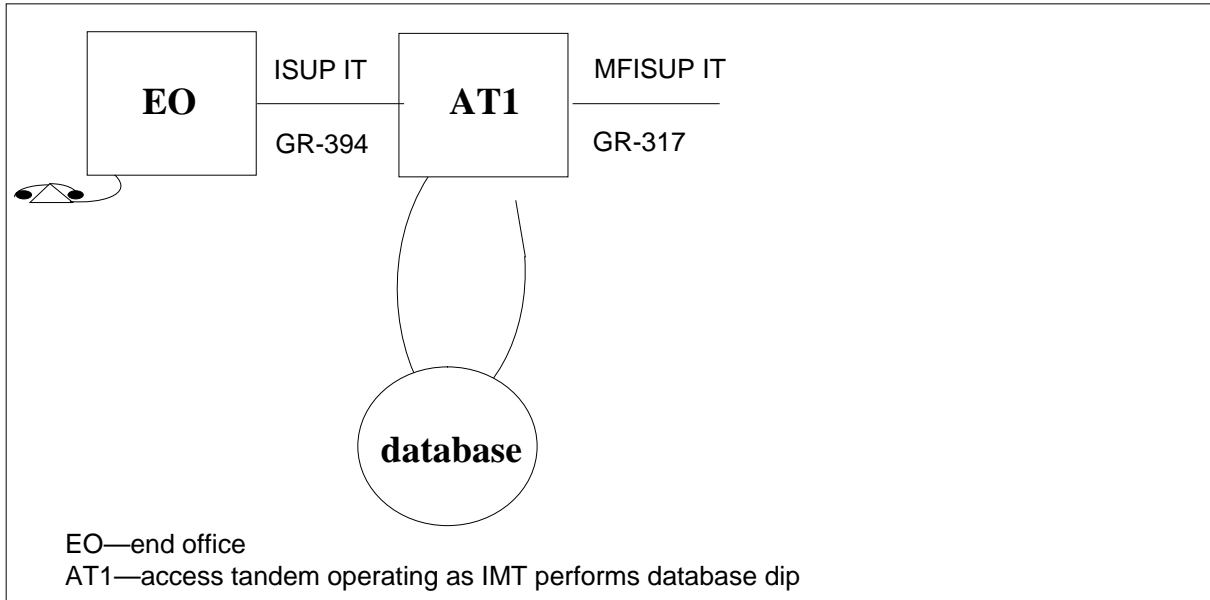 ISUP IT
MFISUP IT
EO
AT1
GR-394
GR-317
database
EO—end office
AT1—access tandem operating as IMT performs database dip